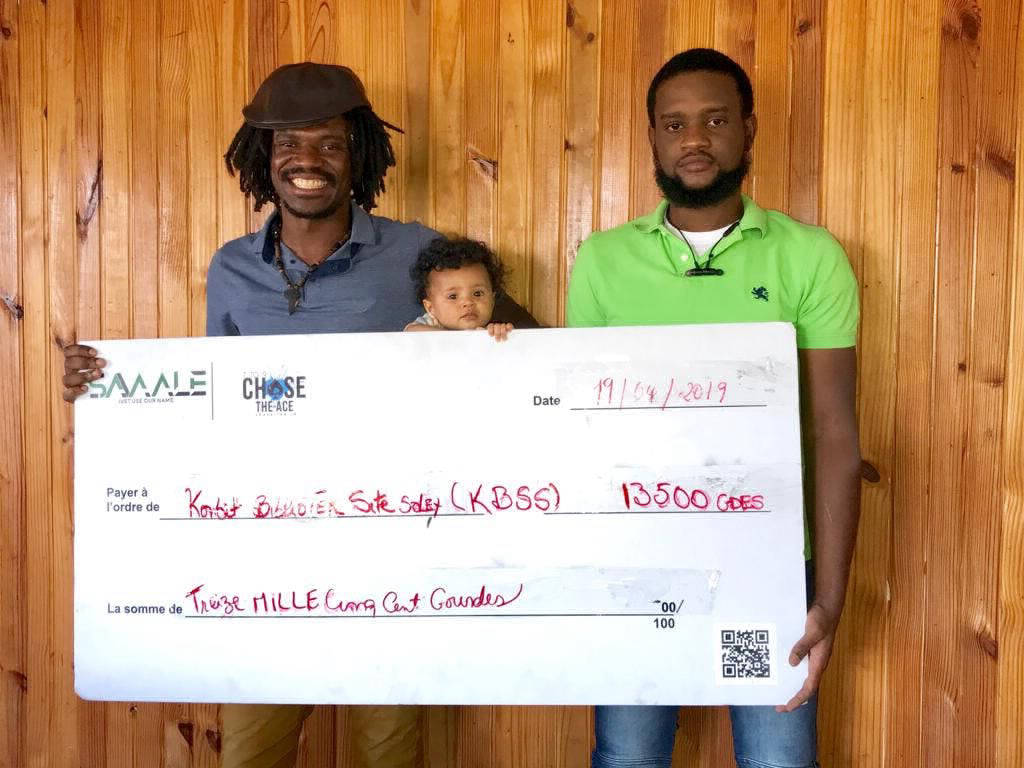 SAAALE
JUST USE OUR NAME
CHOSE
THE-ACE
Date 19/04/2019
Payer à
l'ordre de Konbit BIBLIOTÈK Site Soley (KBSS) 13500 GDES
La somme de Treize MILLE Cinq Cent Gourdes 00/
100